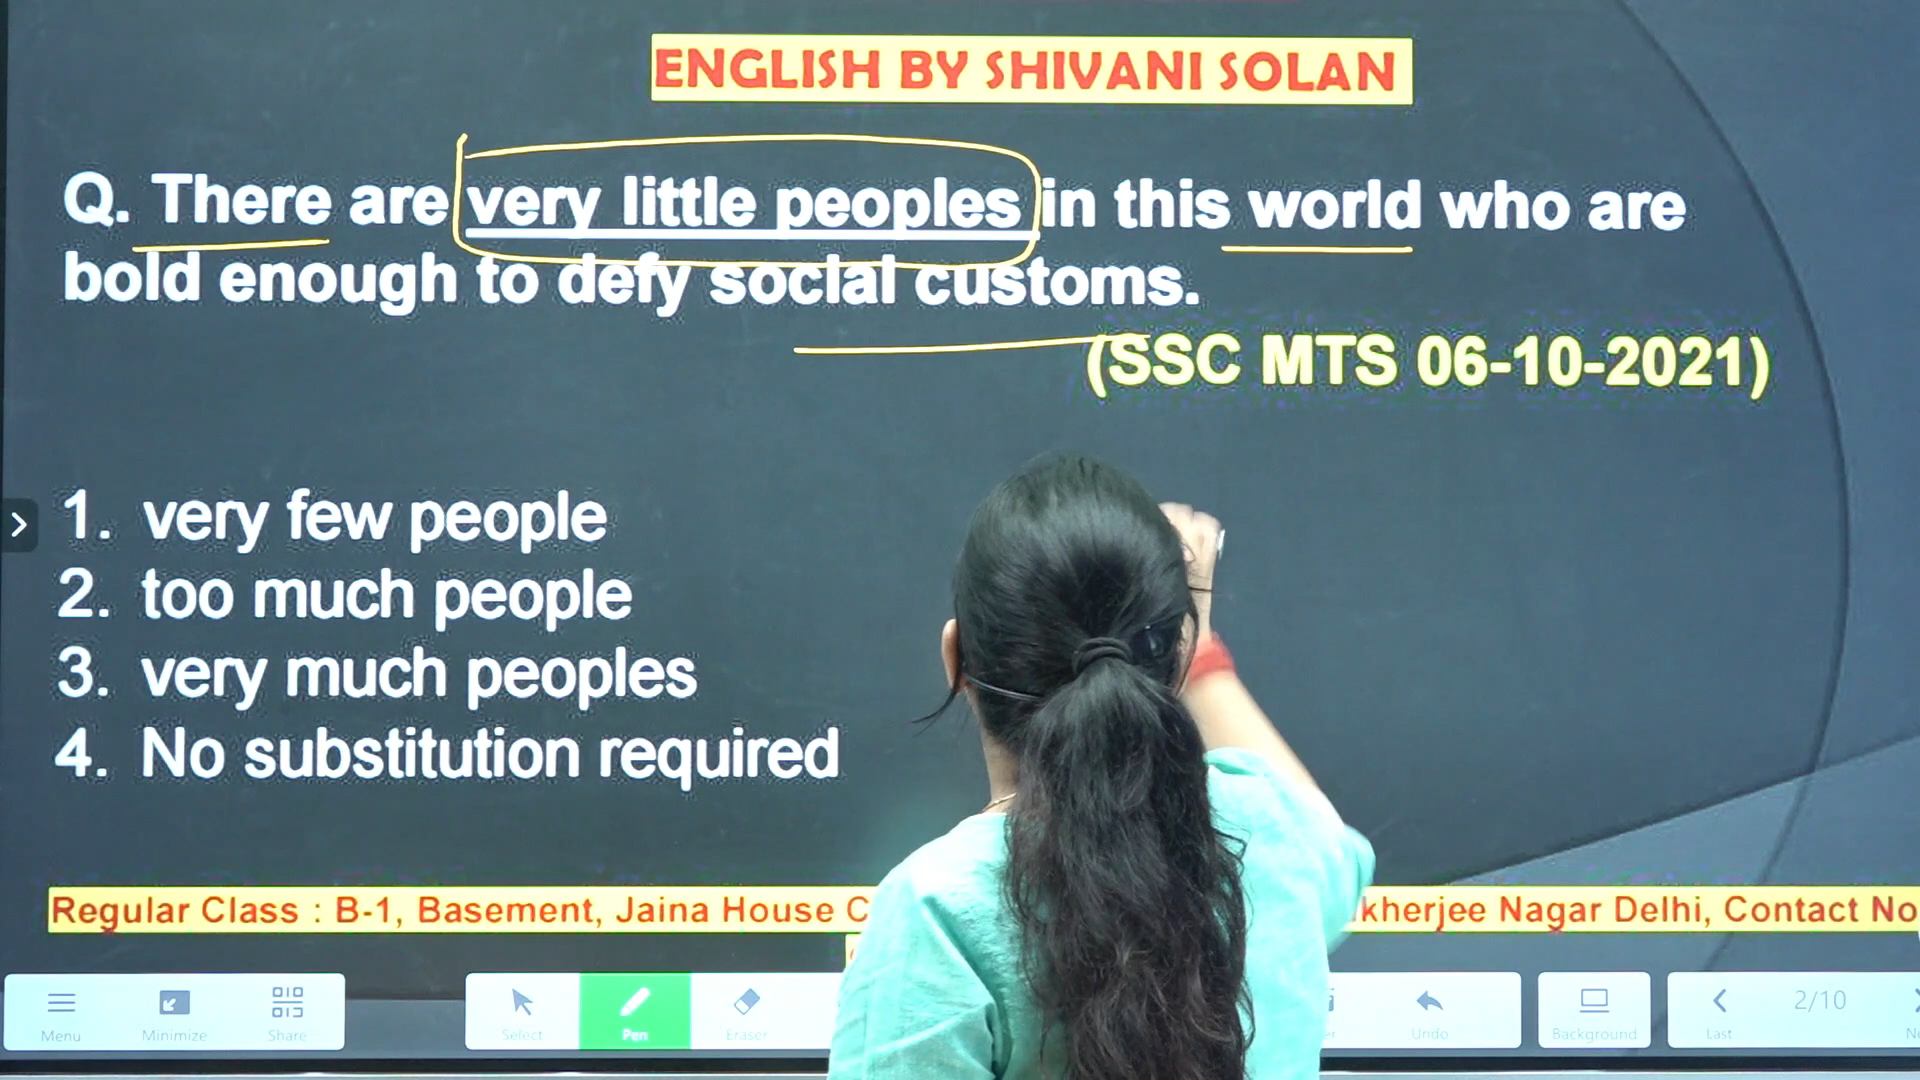 ENGLISH BY SHIVANI SOLAN
Q. There are very little peoples in this world who are
bold enough to defy social customs.
(SSC MTS 06-10-2021)
1. very few people
2. too much people
3. very much peoples
4. No substitution required
Regular Class : B-1, Basement, Jaina House Nagar Delhi, Contact No
Menu Minimize Share Select Pen Eraser Undo Background Last 2/10